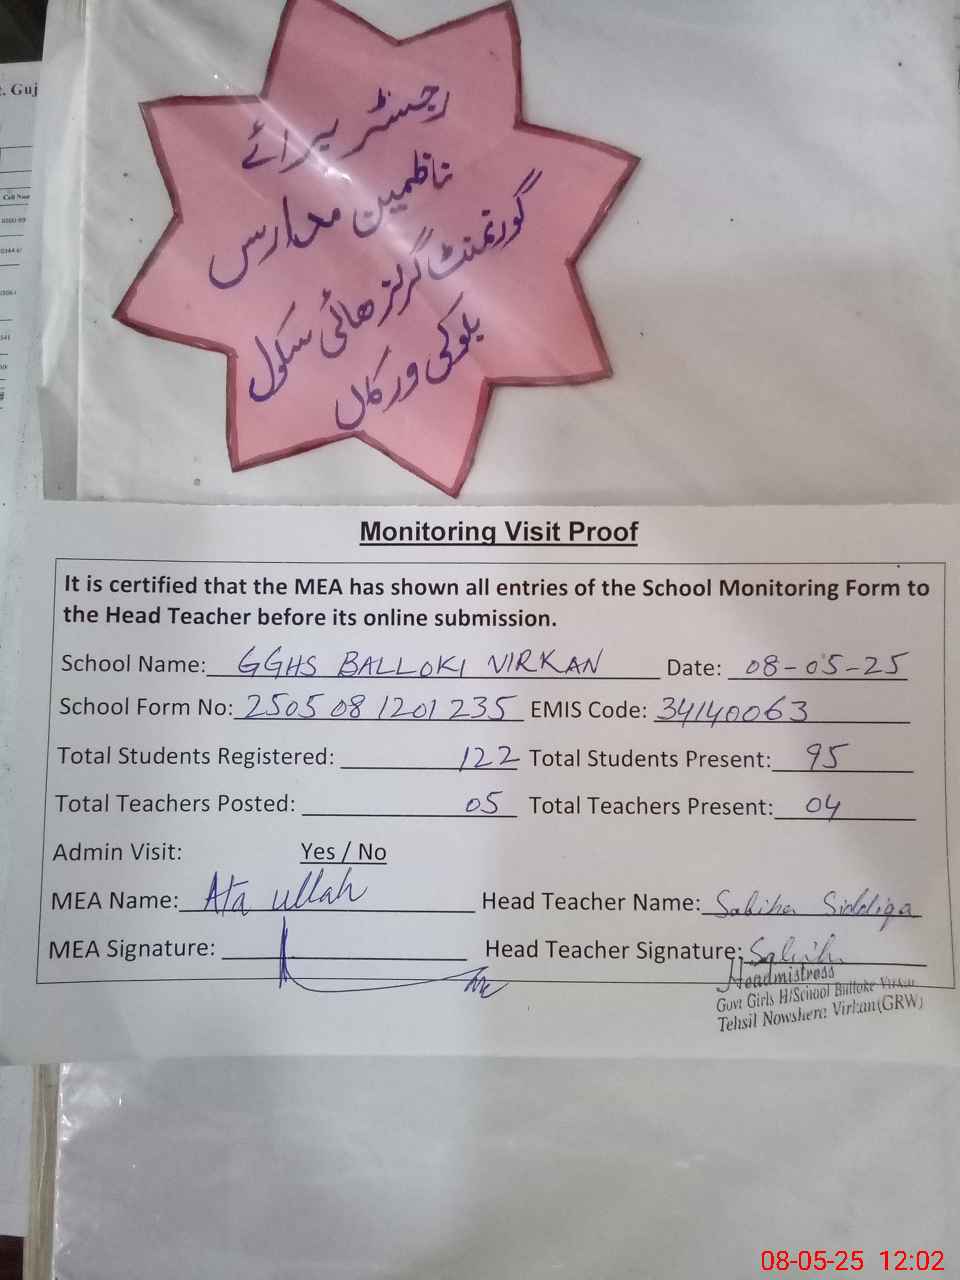 t. Guj
رجسٹر برائے
ناظمین مدارس
گورنمنٹ گرلز ھائی سکول
بلوکی ورکاں
Monitoring Visit Proof
It is certified that the MEA has shown all entries of the School Monitoring Form to
the Head Teacher before its online submission.
School Name: GGHS BALLOKI VIRKAN Date: 08-05-25
School Form No: 2505 08 1201 235 EMIS Code: 34140063
Total Students Registered: 122 Total Students Present: 95
Total Teachers Posted: 05 Total Teachers Present: 04
Admin Visit: Yes / No
MEA Name: Ata ullah Head Teacher Name: Sabiha Siddiqa
MEA Signature: Head Teacher Signature: Sabiha
Headmistress
Govt Girls H/School Balloke Virkan
Tehsil Nowshera Virkan(GRW)
08-05-25 12:02